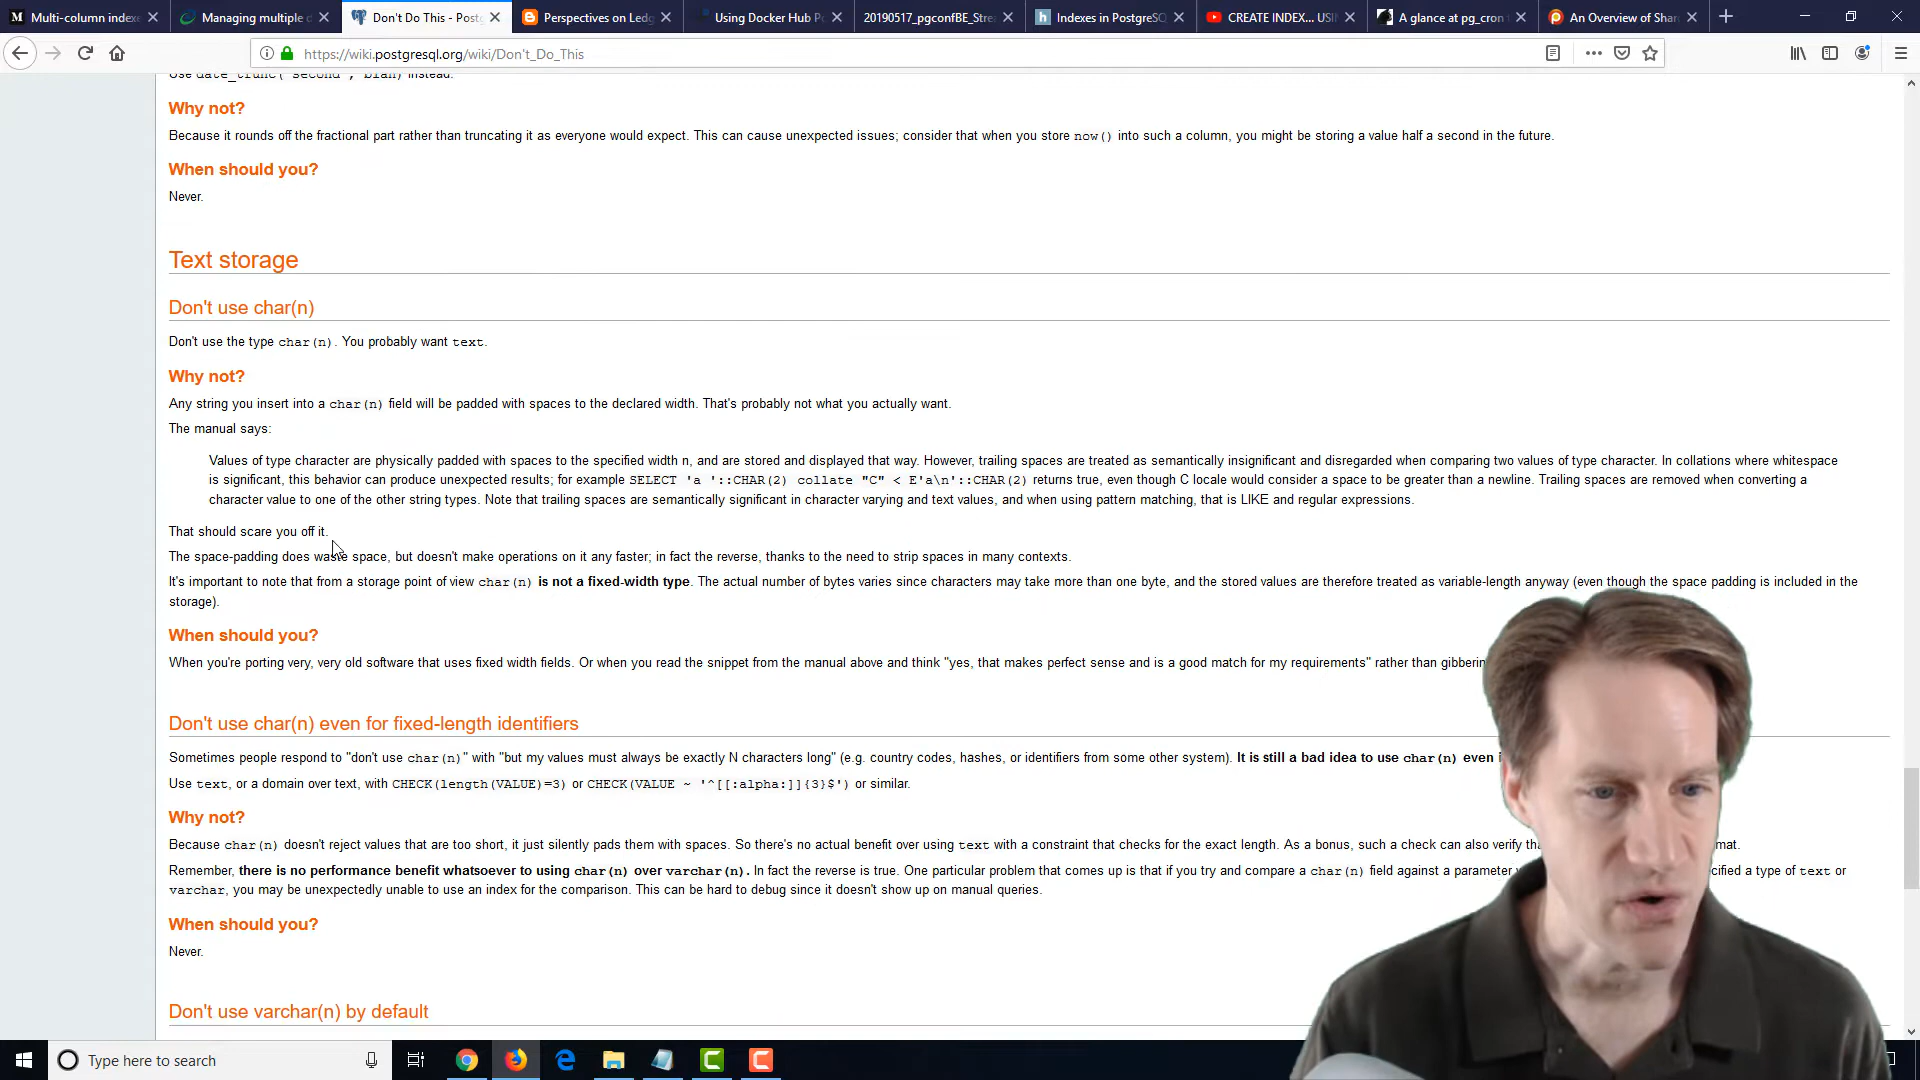 Multi-column indexe
Managing multiple d
Don't Do This - Postg
Perspectives on Ledg
Using Docker Hub Po
20190517_pgconfBE_Strea
Indexes in PostgreSQ
CREATE INDEX... USI
A glance at pg_cron t
An Overview of Shar
https://wiki.postgresql.org/wiki/Don't_Do_This
Use date_trunc('second', blah) instead.
Why not?
Because it rounds off the fractional part rather than truncating it as everyone would expect. This can cause unexpected issues; consider that when you store now() into such a column, you might be storing a value half a second in the future.
When should you?
Never.
Text storage
Don't use char(n)
Don't use the type char(n). You probably want text.
Why not?
Any string you insert into a char(n) field will be padded with spaces to the declared width. That's probably not what you actually want.
The manual says:
Values of type character are physically padded with spaces to the specified width n, and are stored and displayed that way. However, trailing spaces are treated as semantically insignificant and disregarded when comparing two values of type character. In collations where whitespace
is significant, this behavior can produce unexpected results; for example SELECT 'a '::CHAR(2) collate "C" < E'a\n'::CHAR(2) returns true, even though C locale would consider a space to be greater than a newline. Trailing spaces are removed when converting a
character value to one of the other string types. Note that trailing spaces are semantically significant in character varying and text values, and when using pattern matching, that is LIKE and regular expressions.
That should scare you off it.
The space-padding does waste space, but doesn't make operations on it any faster; in fact the reverse, thanks to the need to strip spaces in many contexts.
It's important to note that from a storage point of view char(n) is not a fixed-width type. The actual number of bytes varies since characters may take more than one byte, and the stored values are therefore treated as variable-length anyway (even though the space padding is included in the
storage).
When should you?
When you're porting very, very old software that uses fixed width fields. Or when you read the snippet from the manual above and think "yes, that makes perfect sense and is a good match for my requirements" rather than gibberin
Don't use char(n) even for fixed-length identifiers
Sometimes people respond to "don't use char(n)" with "but my values must always be exactly N characters long" (e.g. country codes, hashes, or identifiers from some other system). It is still a bad idea to use char(n) even i
Use text, or a domain over text, with CHECK(length(VALUE)=3) or CHECK(VALUE ~ '^[[:alpha:]]{3}$') or similar.
Why not?
Because char(n) doesn't reject values that are too short, it just silently pads them with spaces. So there's no actual benefit over using text with a constraint that checks for the exact length. As a bonus, such a check can also verify th mat.
Remember, there is no performance benefit whatsoever to using char(n) over varchar(n). In fact the reverse is true. One particular problem that comes up is that if you try and compare a char(n) field against a parameter cified a type of text or
varchar, you may be unexpectedly unable to use an index for the comparison. This can be hard to debug since it doesn't show up on manual queries.
When should you?
Never.
Don't use varchar(n) by default
Type here to search